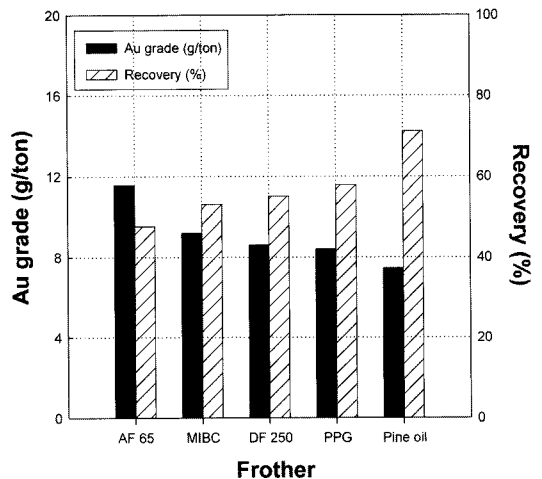 20
16
12
8
4
0
Au grade (g/ton)
Au grade (g/ton)
Recovery (%)
100
80
60
40
20
0
Recovery (%)
AF 65 MIBC DF 250 PPG Pine oil
Frother